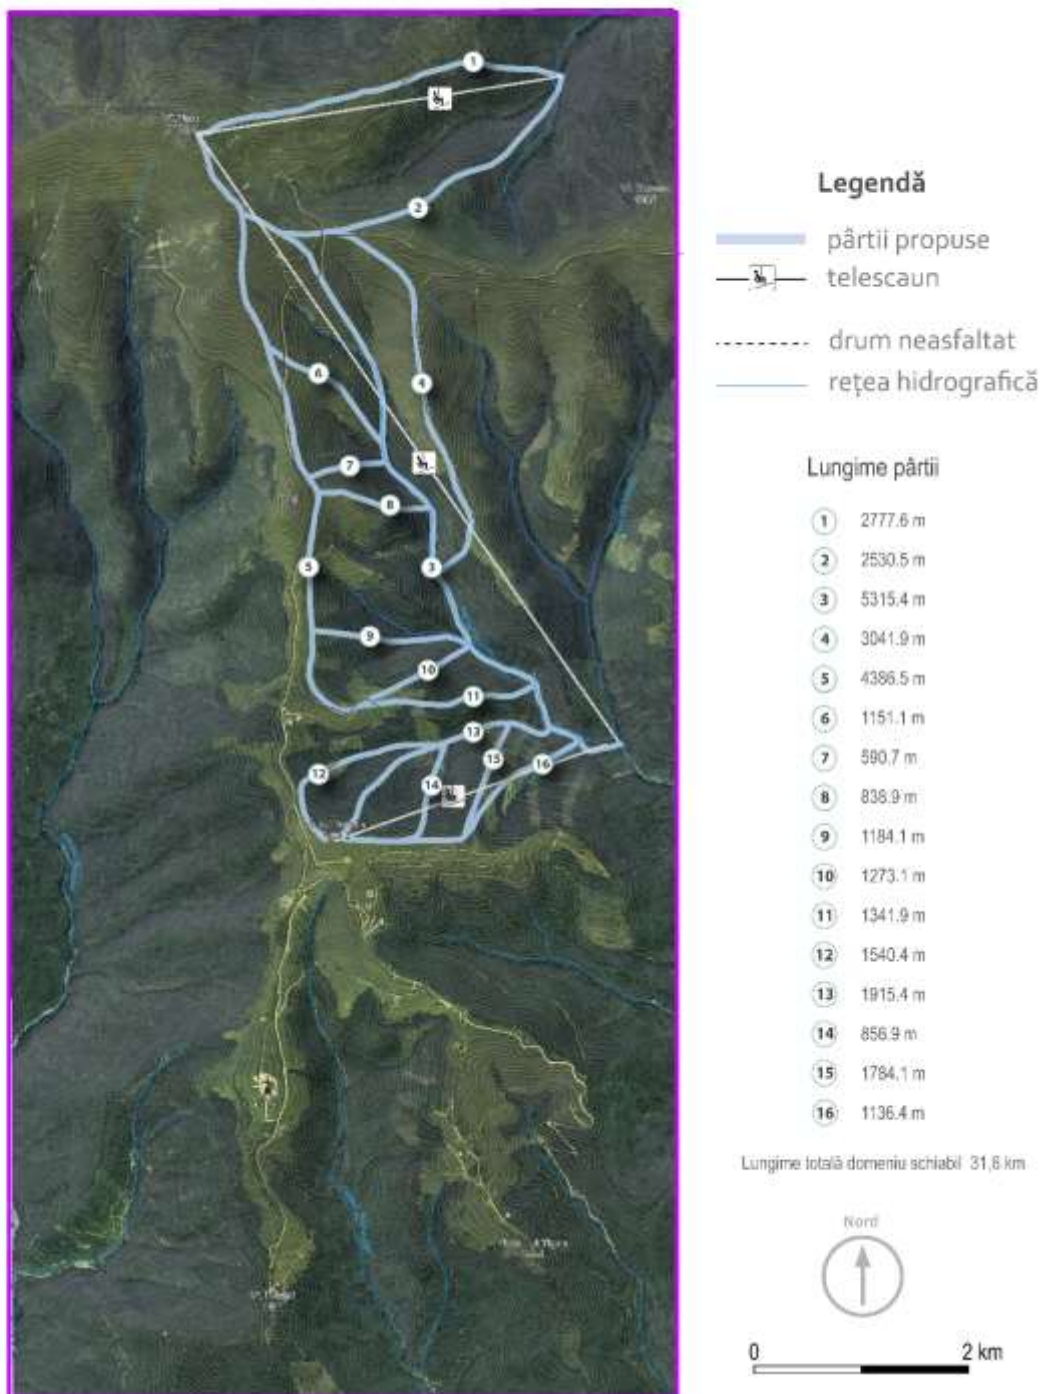 Legendă
pârtii propuse
telescaun
drum neasfaltat
rețea hidrografică
Lungime pârtii
1 2777.6 m
2 2530.5 m
3 5315.4 m
4 3041.9 m
5 4386.5 m
6 1151.1 m
7 590.7 m
8 838.9 m
9 1184.1 m
10 1273.1 m
11 1341.9 m
12 1540.4 m
13 1915.4 m
14 856.9 m
15 1784.1 m
16 1136.4 m
Lungime totală domeniu schiabil 31,6 km
Nord
0 2 km
1
2
4
6
7
8
5
3
9
10
11
13
15
16
12
14